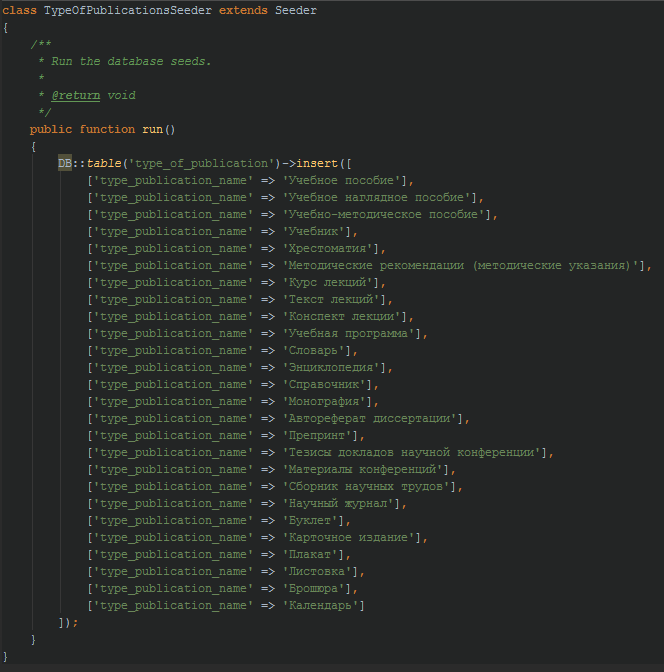 class TypeOfPublicationsSeeder extends Seeder
{
    /**
     * Run the database seeds.
     *
     * @return void
     */
    public function run()
    {
        DB::table('type_of_publication')->insert([
            ['type_publication_name' => 'Учебное пособие'],
            ['type_publication_name' => 'Учебное наглядное пособие'],
            ['type_publication_name' => 'Учебно-методическое пособие'],
            ['type_publication_name' => 'Учебник'],
            ['type_publication_name' => 'Хрестоматия'],
            ['type_publication_name' => 'Методические рекомендации (методические указания)'],
            ['type_publication_name' => 'Курс лекций'],
            ['type_publication_name' => 'Текст лекций'],
            ['type_publication_name' => 'Конспект лекции'],
            ['type_publication_name' => 'Учебная программа'],
            ['type_publication_name' => 'Словарь'],
            ['type_publication_name' => 'Энциклопедия'],
            ['type_publication_name' => 'Справочник'],
            ['type_publication_name' => 'Монография'],
            ['type_publication_name' => 'Автореферат диссертации'],
            ['type_publication_name' => 'Препринт'],
            ['type_publication_name' => 'Тезисы докладов научной конференции'],
            ['type_publication_name' => 'Материалы конференций'],
            ['type_publication_name' => 'Сборник научных трудов'],
            ['type_publication_name' => 'Научный журнал'],
            ['type_publication_name' => 'Буклет'],
            ['type_publication_name' => 'Карточное издание'],
            ['type_publication_name' => 'Плакат'],
            ['type_publication_name' => 'Листовка'],
            ['type_publication_name' => 'Брошюра'],
            ['type_publication_name' => 'Календарь']
        ]);
    }
}